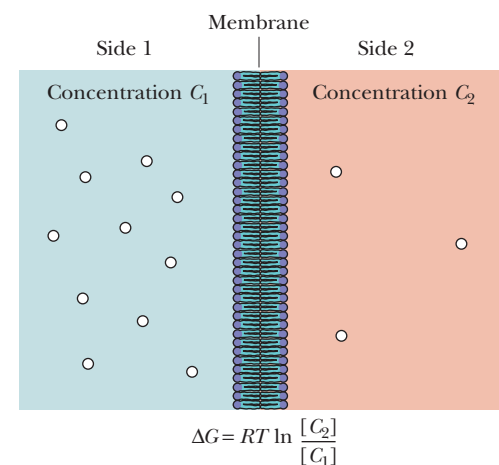 Membrane
Side 1 Side 2
Concentration C₁ Concentration C₂
ΔG = RT ln [C₂]/[C₁]